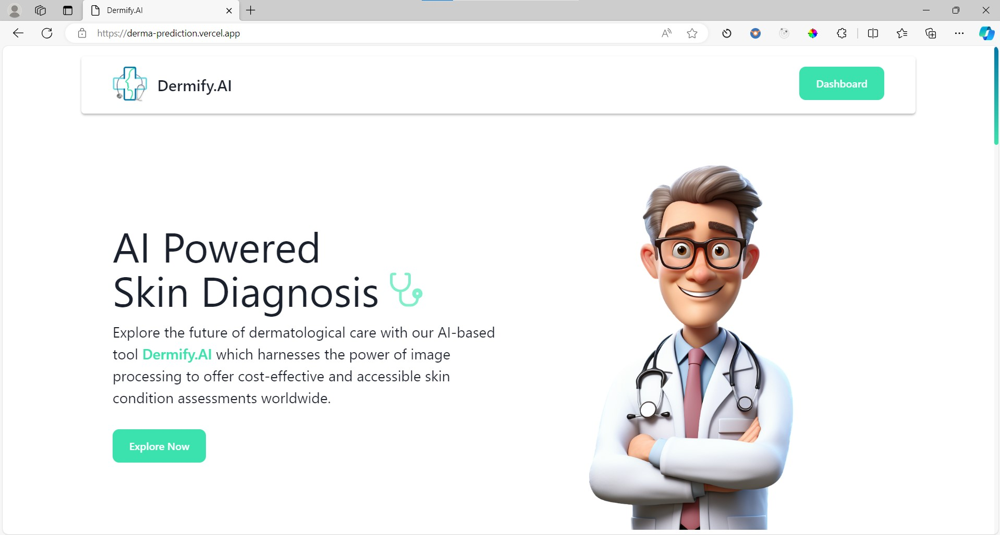 Dermify.AI
https://derma-prediction.vercel.app
Dermify.AI
Dashboard
AI Powered
Skin Diagnosis
Explore the future of dermatological care with our AI-based
tool Dermify.AI which harnesses the power of image
processing to offer cost-effective and accessible skin
condition assessments worldwide.
Explore Now